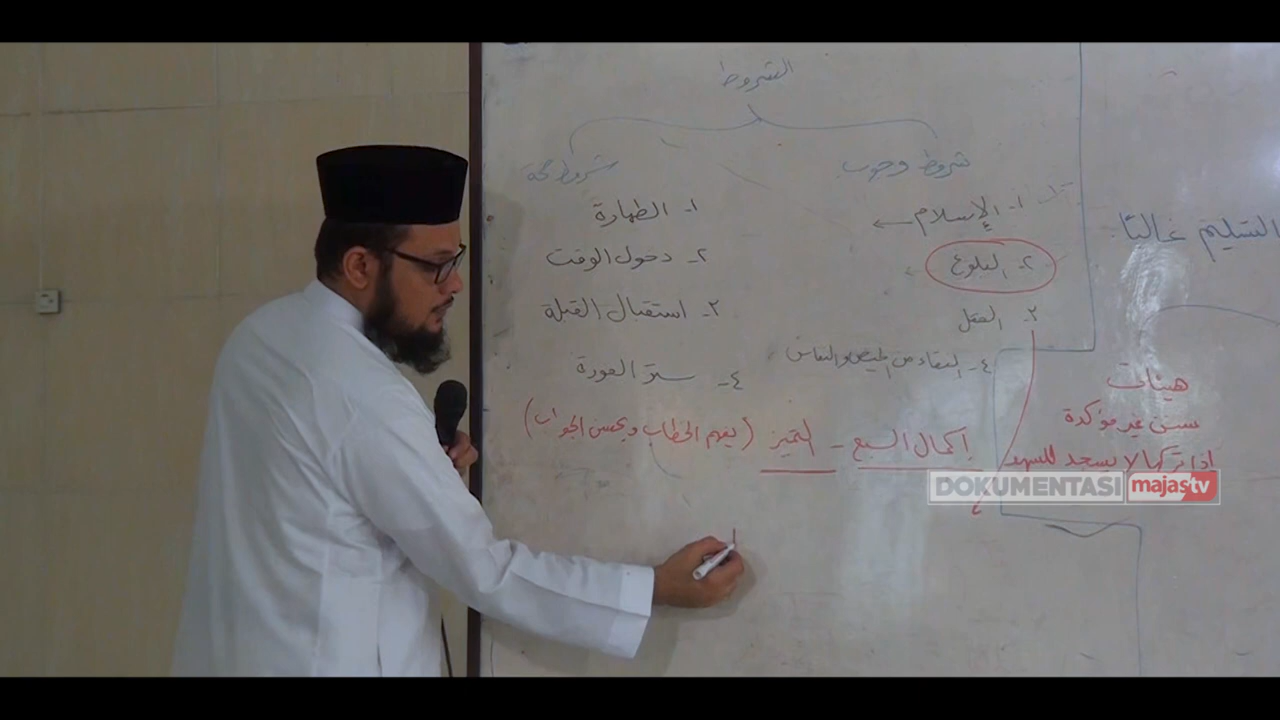 الشروط
شروط وجوب
١- الإسلام ←
٢- البلوغ
٣- العقل
٤- النقاء من الحيض والنفاس
شروط صحة
١- الطهارة
٢- دخول الوقت
٣- استقبال القبلة
٤- ستر العورة
إكمال السبع - التمييز (يفهم الخطاب ويحسن الجواب)
التسليم غالبًا
هيئات
سنن غير مؤكدة
إذا تركها لا يسجد للسهو
DOKUMENTASI majastv